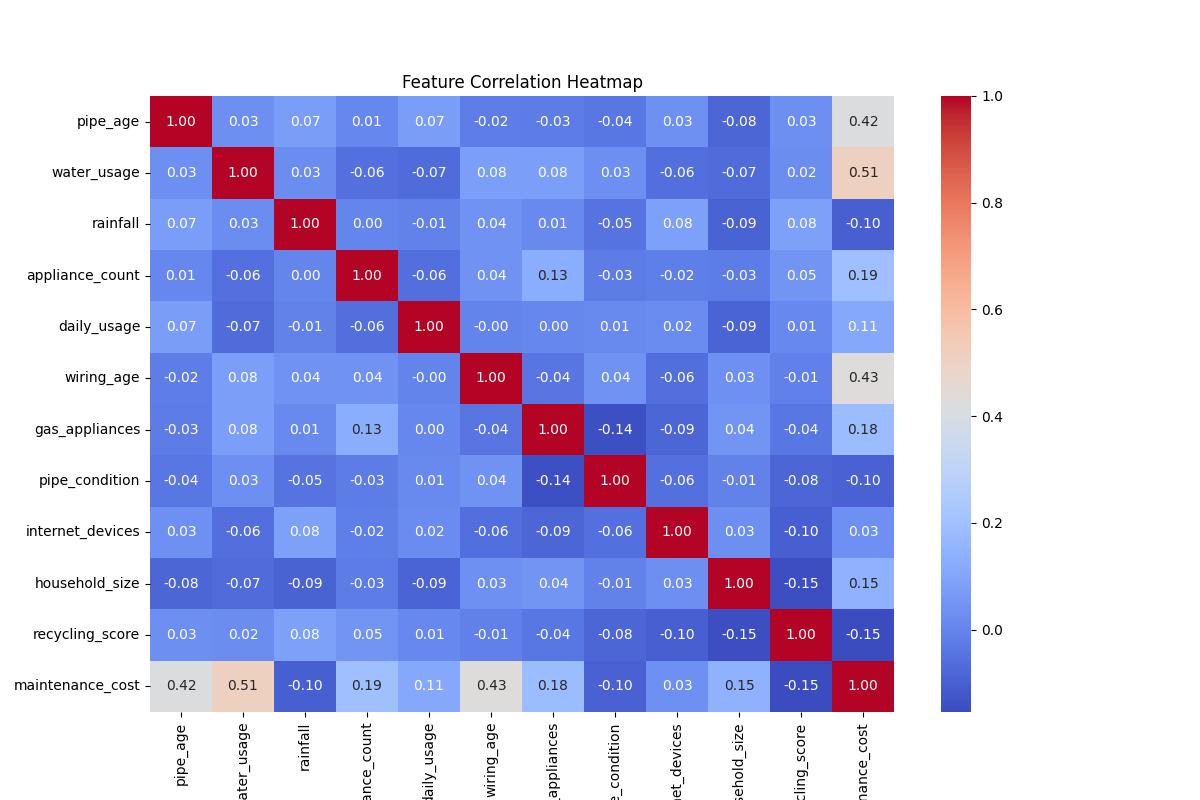 Feature Correlation Heatmap
pipe_age 1.00 0.03 0.07 0.01 0.07 -0.02 -0.03 -0.04 0.03 -0.08 0.03 0.42
water_usage 0.03 1.00 0.03 -0.06 -0.07 0.08 0.08 0.03 -0.06 -0.07 0.02 0.51
rainfall 0.07 0.03 1.00 0.00 -0.01 0.04 0.01 -0.05 0.08 -0.09 0.08 -0.10
appliance_count 0.01 -0.06 0.00 1.00 -0.06 0.04 0.13 -0.03 -0.02 -0.03 0.05 0.19
daily_usage 0.07 -0.07 -0.01 -0.06 1.00 -0.00 0.00 0.01 0.02 -0.09 0.01 0.11
wiring_age -0.02 0.08 0.04 0.04 -0.00 1.00 -0.04 0.04 -0.06 0.03 -0.01 0.43
gas_appliances -0.03 0.08 0.01 0.13 0.00 -0.04 1.00 -0.14 -0.09 0.04 -0.04 0.18
pipe_condition -0.04 0.03 -0.05 -0.03 0.01 0.04 -0.14 1.00 -0.06 -0.01 -0.08 -0.10
internet_devices 0.03 -0.06 0.08 -0.02 0.02 -0.06 -0.09 -0.06 1.00 0.03 -0.10 0.03
household_size -0.08 -0.07 -0.09 -0.03 -0.09 0.03 0.04 -0.01 0.03 1.00 -0.15 0.15
recycling_score 0.03 0.02 0.08 0.05 0.01 -0.01 -0.04 -0.08 -0.10 -0.15 1.00 -0.15
maintenance_cost 0.42 0.51 -0.10 0.19 0.11 0.43 0.18 -0.10 0.03 0.15 -0.15 1.00
pipe_age
ater_usage
rainfall
ance_count
daily_usage
wiring_age
_appliances
e_condition
net_devices
sehold_size
cling_score
nance_cost
1.0
0.8
0.6
0.4
0.2
0.0